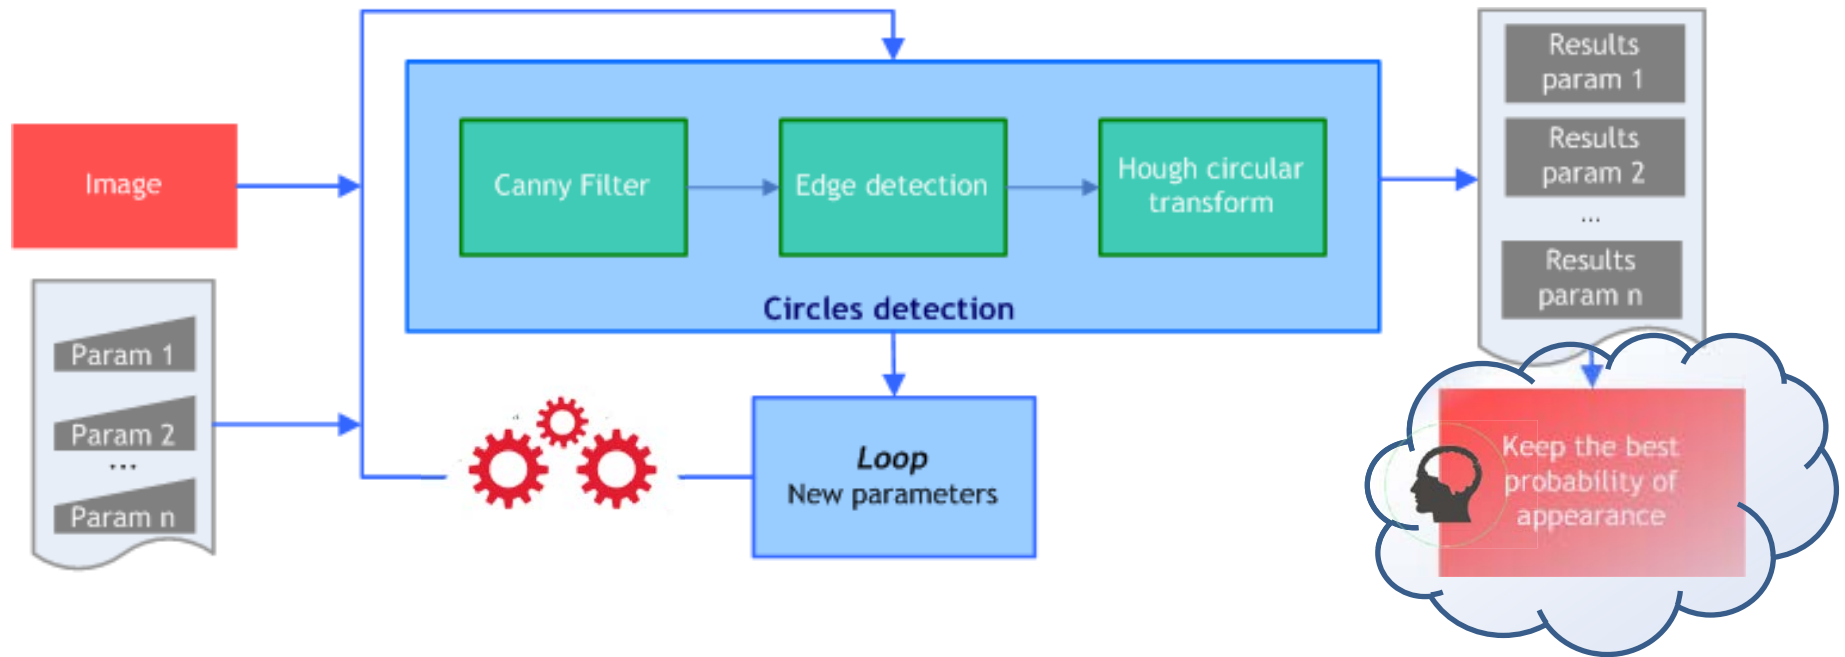 Image
Param 1
Param 2
...
Param n
Canny Filter
Edge detection
Hough circular
transform
Circles detection
Loop
New parameters
Results
param 1
Results
param 2
...
Results
param n
Keep the best
probability of
appearance